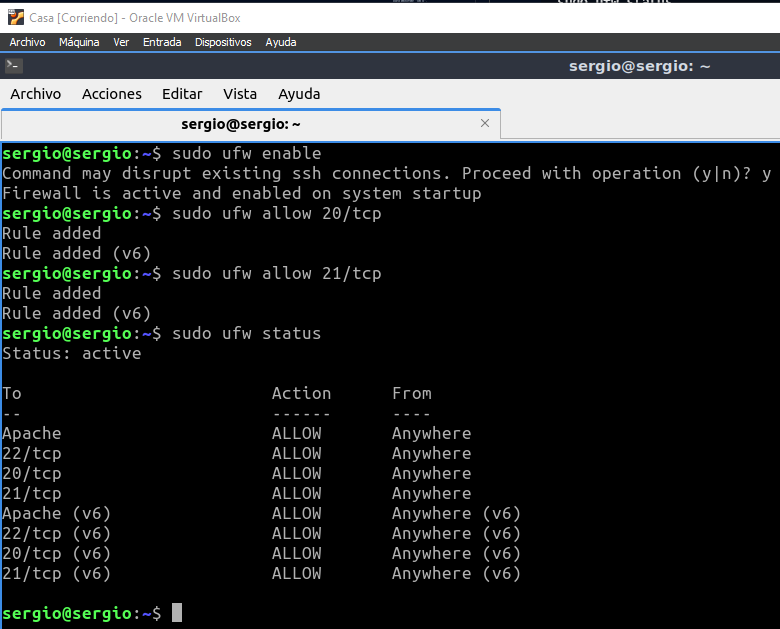 sudo ufw status
Casa [Corriendo] - Oracle VM VirtualBox
Archivo Máquina Ver Entrada Dispositivos Ayuda
sergio@sergio: ~
Archivo Acciones Editar Vista Ayuda
sergio@sergio: ~
sergio@sergio:~$ sudo ufw enable
Command may disrupt existing ssh connections. Proceed with operation (y|n)? y
Firewall is active and enabled on system startup
sergio@sergio:~$ sudo ufw allow 20/tcp
Rule added
Rule added (v6)
sergio@sergio:~$ sudo ufw allow 21/tcp
Rule added
Rule added (v6)
sergio@sergio:~$ sudo ufw status
Status: active
To Action From
-- ------ ----
Apache ALLOW Anywhere
22/tcp ALLOW Anywhere
20/tcp ALLOW Anywhere
21/tcp ALLOW Anywhere
Apache (v6) ALLOW Anywhere (v6)
22/tcp (v6) ALLOW Anywhere (v6)
20/tcp (v6) ALLOW Anywhere (v6)
21/tcp (v6) ALLOW Anywhere (v6)
sergio@sergio:~$